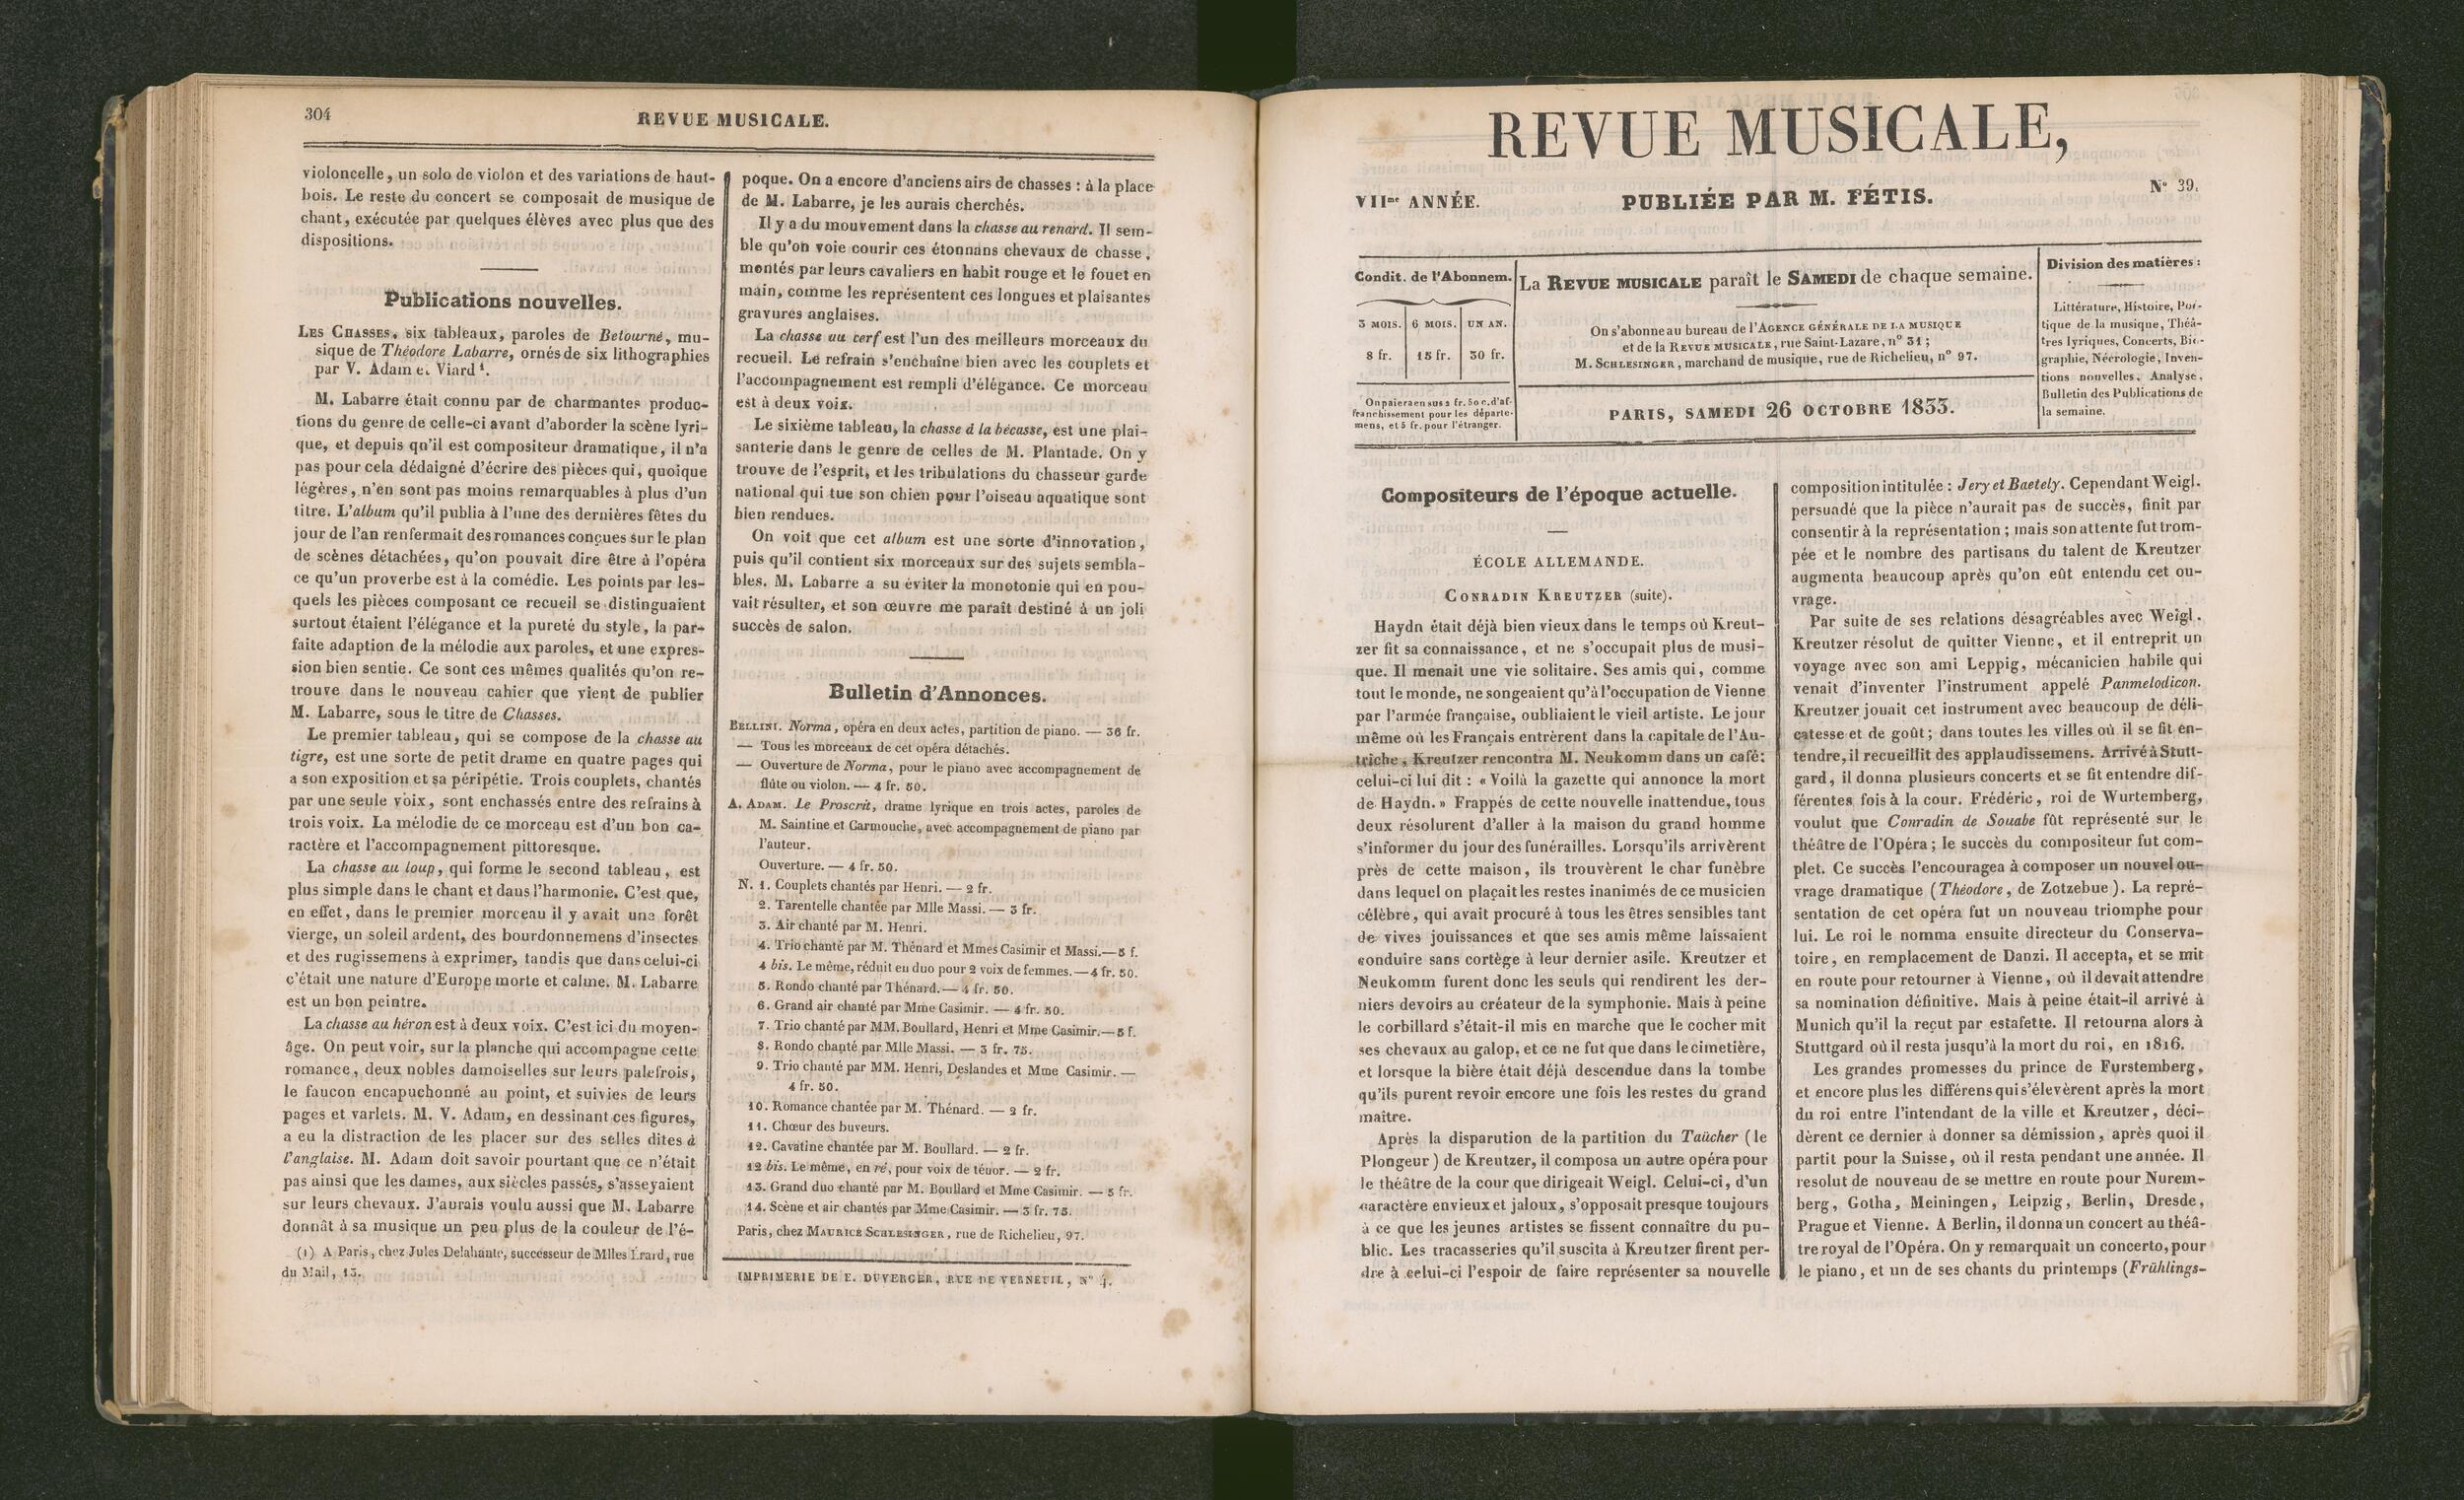 304
REVUE MUSICALE.
violoncelle, un solo de violon et des variations de haut-
bois. Le reste du concert se composait de musique de
chant, exécutée par quelques élèves avec plus que des
dispositions.
Publications nouvelles.
LES CHASSES, six tableaux, paroles de Betourné, mu-
sique de Théodore Labarre, ornés de six lithographies
par V. Adam et Viard ¹.
M. Labarre était connu par de charmantes produc-
tions du genre de celle-ci avant d'aborder la scène lyri-
que, et depuis qu'il est compositeur dramatique, il n'a
pas pour cela dédaigné d'écrire des pièces qui, quoique
légères, n'en sont pas moins remarquables à plus d'un
titre. L'album qu'il publia à l'une des dernières fêtes du
jour de l'an renfermait des romances conçues sur le plan
de scènes détachées, qu'on pouvait dire être à l'opéra
ce qu'un proverbe est à la comédie. Les points par les-
quels les pièces composant ce recueil se distinguaient
surtout étaient l'élégance et la pureté du style, la par-
faite adaption de la mélodie aux paroles, et une expres-
sion bien sentie. Ce sont ces mêmes qualités qu'on re-
trouve dans le nouveau cahier que vient de publier
M. Labarre, sous le titre de Chasses.
Le premier tableau, qui se compose de la chasse au
tigre, est une sorte de petit drame en quatre pages qui
a son exposition et sa péripétie. Trois couplets, chantés
par une seule voix, sont enchassés entre des refrains à
trois voix. La mélodie de ce morceau est d'un bon ca-
ractère et l'accompagnement pittoresque.
La chasse au loup, qui forme le second tableau, est
plus simple dans le chant et daus l'harmonie. C'est que,
en effet, dans le premier morceau il y avait une forêt
vierge, un soleil ardent, des bourdonnemens d'insectes
et des rugissemens à exprimer, tandis que dans celui-ci
c'était une nature d'Europe morte et calme. M. Labarre
est un bon peintre.
La chasse au héron est à deux voix. C'est ici du moyen-
âge. On peut voir, sur la planche qui accompagne cette
romance, deux nobles damoiselles sur leurs palefrois,
le faucon encapuchonné au point, et suivies de leurs
pages et varlets. M. V. Adam, en dessinant ces figures,
a eu la distraction de les placer sur des selles dites à
l'anglaise. M. Adam doit savoir pourtant que ce n'était
pas ainsi que les dames, aux siècles passés, s'asseyaient
sur leurs chevaux. J'aurais voulu aussi que M. Labarre
donnât à sa musique un peu plus de la couleur de l'é-
(1) A Paris, chez Jules Delahante, successeur de Mlles Érard, rue
du Mail, 13.
poque. On a encore d'anciens airs de chasses : à la place
de M. Labarre, je les aurais cherchés.
Il y a du mouvement dans la chasse au renard. Il sem-
ble qu'on voie courir ces étonnans chevaux de chasse,
montés par leurs cavaliers en habit rouge et le fouet en
main, comme les représentent ces longues et plaisantes
gravures anglaises.
La chasse au cerf est l'un des meilleurs morceaux du
recueil. Le refrain s'enchaîne bien avec les couplets et
l'accompagnement est rempli d'élégance. Ce morceau
est à deux voix.
Le sixième tableau, la chasse à la bécasse, est une plai-
santerie dans le genre de celles de M. Plantade. On y
trouve de l'esprit, et les tribulations du chasseur garde
national qui tue son chien pour l'oiseau aquatique sont
bien rendues.
On voit que cet album est une sorte d'innovation,
puis qu'il contient six morceaux sur des sujets sembla-
bles. M. Labarre a su éviter la monotonie qui en pou-
vait résulter, et son œuvre me paraît destiné à un joli
succès de salon.
Bulletin d'Annonces.
BELLINI. Norma, opéra en deux actes, partition de piano. — 36 fr.
— Tous les morceaux de cet opéra détachés.
— Ouverture de Norma, pour le piano avec accompagnement de
flûte ou violon. — 4 fr. 50.
A. ADAM. Le Proscrit, drame lyrique en trois actes, paroles de
M. Saintine et Carmouche, avec accompagnement de piano par
l'auteur.
Ouverture. — 4 fr. 50.
N. 1. Couplets chantés par Henri. — 2 fr.
2. Tarentelle chantée par Mlle Massi. — 3 fr.
3. Air chanté par M. Henri.
4. Trio chanté par M. Thénard et Mmes Casimir et Massi.—5 f.
4 bis. Le même, réduit en duo pour 2 voix de femmes.—4 fr. 50.
5. Rondo chanté par Thénard.— 4 fr. 50.
6. Grand air chanté par Mme Casimir. — 4 fr. 50.
7. Trio chanté par MM. Boullard, Henri et Mme Casimir.—5 f.
8. Rondo chanté par Mlle Massi. — 3 fr. 75.
9. Trio chanté par MM. Henri, Deslandes et Mme Casimir. —
4 fr. 50.
10. Romance chantée par M. Thénard. — 2 fr.
11. Chœur des buveurs.
12. Cavatine chantée par M. Boullard. — 2 fr.
12 bis. Le même, en ré, pour voix de ténor. — 2 fr.
13. Grand duo chanté par M. Boullard et Mme Casimir. — 5 fr.
14. Scène et air chantés par Mme Casimir. — 3 fr. 75.
Paris, chez MAURICE SCHLESINGER, rue de Richelieu, 97.
IMPRIMERIE DE E. DUVERGER, RUE DE VERNEUIL, N° 4.
REVUE MUSICALE,
VIIme ANNÉE.
PUBLIÉE PAR M. FÉTIS.
N° 39.
Condit. de l'Abonnem.
3 MOIS. 6 MOIS. UN AN.
8 fr. 15 fr. 30 fr.
On paiera en sus 2 fr. 50 c. d'af-
franchissement pour les départe-
mens, et 5 fr. pour l'étranger.
La REVUE MUSICALE paraît le SAMEDI de chaque semaine.
On s'abonne au bureau de l'AGENCE GÉNÉRALE DE LA MUSIQUE
et de la REVUE MUSICALE, rue Saint-Lazare, n° 31 ;
M. SCHLESINGER, marchand de musique, rue de Richelieu, n° 97.
PARIS, SAMEDI 26 OCTOBRE 1833.
Division des matières :
Littérature, Histoire, Poé-
tique de la musique, Théâ-
tres lyriques, Concerts, Bio-
graphie, Nécrologie, Inven-
tions nouvelles, Analyse,
Bulletin des Publications de
la semaine.
Compositeurs de l'époque actuelle.
ÉCOLE ALLEMANDE.
CONRADIN KREUTZER (suite).
Haydn était déjà bien vieux dans le temps où Kreut-
zer fit sa connaissance, et ne s'occupait plus de musi-
que. Il menait une vie solitaire. Ses amis qui, comme
tout le monde, ne songeaient qu'à l'occupation de Vienne
par l'armée française, oubliaient le vieil artiste. Le jour
même où les Français entrèrent dans la capitale de l'Au-
triche, Kreutzer rencontra M. Neukomm dans un café:
celui-ci lui dit : « Voilà la gazette qui annonce la mort
de Haydn. » Frappés de cette nouvelle inattendue, tous
deux résolurent d'aller à la maison du grand homme
s'informer du jour des funérailles. Lorsqu'ils arrivèrent
près de cette maison, ils trouvèrent le char funèbre
dans lequel on plaçait les restes inanimés de ce musicien
célèbre, qui avait procuré à tous les êtres sensibles tant
de vives jouissances et que ses amis même laissaient
conduire sans cortège à leur dernier asile. Kreutzer et
Neukomm furent donc les seuls qui rendirent les der-
niers devoirs au créateur de la symphonie. Mais à peine
le corbillard s'était-il mis en marche que le cocher mit
ses chevaux au galop, et ce ne fut que dans le cimetière,
et lorsque la bière était déjà descendue dans la tombe
qu'ils purent revoir encore une fois les restes du grand
maître.
Après la disparution de la partition du Taücher (le
Plongeur) de Kreutzer, il composa un autre opéra pour
le théâtre de la cour que dirigeait Weigl. Celui-ci, d'un
caractère envieux et jaloux, s'opposait presque toujours
à ce que les jeunes artistes se fissent connaître du pu-
blic. Les tracasseries qu'il suscita à Kreutzer firent per-
dre à celui-ci l'espoir de faire représenter sa nouvelle
composition intitulée : Jery et Baetely. Cependant Weigl.
persuadé que la pièce n'aurait pas de succès, finit par
consentir à la représentation ; mais son attente fut trom-
pée et le nombre des partisans du talent de Kreutzer
augmenta beaucoup après qu'on eût entendu cet ou-
vrage.
Par suite de ses relations désagréables avec Weigl.
Kreutzer résolut de quitter Vienne, et il entreprit un
voyage avec son ami Leppig, mécanicien habile qui
venait d'inventer l'instrument appelé Panmelodicon.
Kreutzer jouait cet instrument avec beaucoup de déli-
catesse et de goût ; dans toutes les villes où il se fit en-
tendre, il recueillit des applaudissemens. Arrivé à Stutt-
gard, il donna plusieurs concerts et se fit entendre dif-
férentes fois à la cour. Frédéric, roi de Wurtemberg,
voulut que Conradin de Souabe fût représenté sur le
théâtre de l'Opéra ; le succès du compositeur fut com-
plet. Ce succès l'encouragea à composer un nouvel ou-
vrage dramatique (Théodore, de Zotzebue). La repré-
sentation de cet opéra fut un nouveau triomphe pour
lui. Le roi le nomma ensuite directeur du Conserva-
toire, en remplacement de Danzi. Il accepta, et se mit
en route pour retourner à Vienne, où il devait attendre
sa nomination définitive. Mais à peine était-il arrivé à
Munich qu'il la reçut par estafette. Il retourna alors à
Stuttgard où il resta jusqu'à la mort du roi, en 1816.
Les grandes promesses du prince de Furstemberg,
et encore plus les différens qui s'élevèrent après la mort
du roi entre l'intendant de la ville et Kreutzer, déci-
dèrent ce dernier à donner sa démission, après quoi il
partit pour la Suisse, où il resta pendant une année. Il
resolut de nouveau de se mettre en route pour Nurem-
berg, Gotha, Meiningen, Leipzig, Berlin, Dresde,
Prague et Vienne. A Berlin, il donna un concert au théâ-
tre royal de l'Opéra. On y remarquait un concerto, pour
le piano, et un de ses chants du printemps (Frühlings-